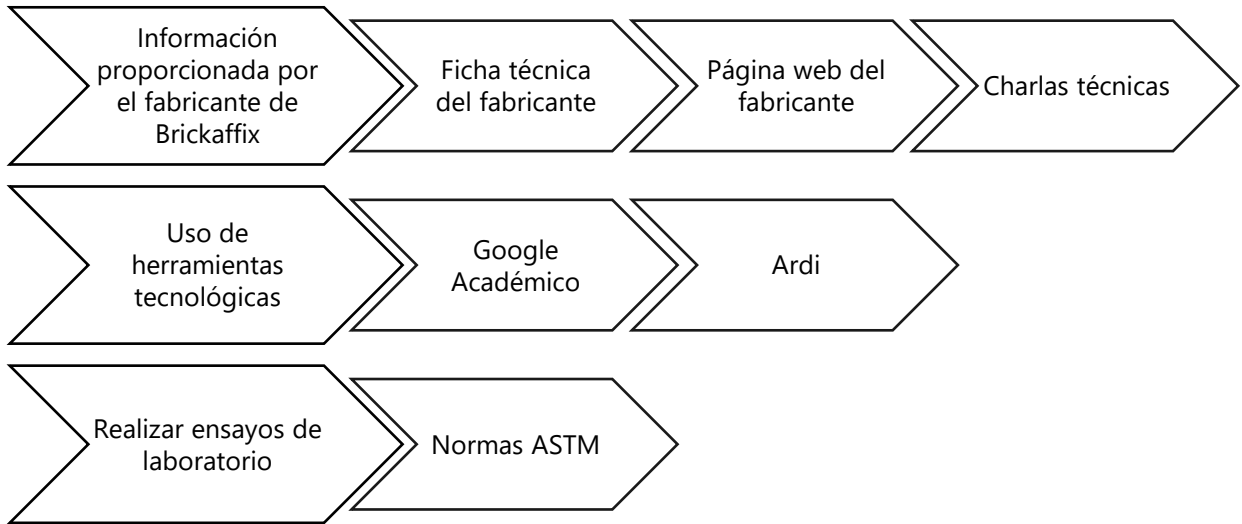 Información
proporcionada por
el fabricante de
Brickaffix
Ficha técnica
del fabricante
Página web del
fabricante
Charlas técnicas
Uso de
herramientas
tecnológicas
Google
Académico
Ardi
Realizar ensayos de
laboratorio
Normas ASTM